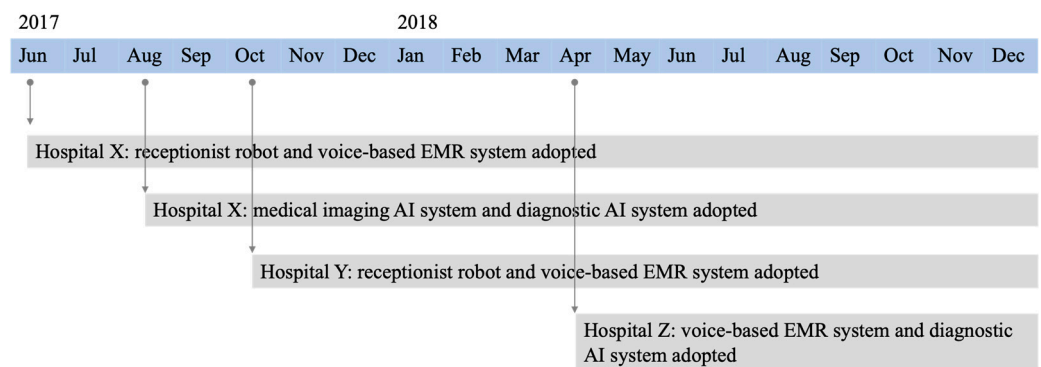 2017 2018
Jun Jul Aug Sep Oct Nov Dec Jan Feb Mar Apr May Jun Jul Aug Sep Oct Nov Dec
Hospital X: receptionist robot and voice-based EMR system adopted
Hospital X: medical imaging AI system and diagnostic AI system adopted
Hospital Y: receptionist robot and voice-based EMR system adopted
Hospital Z: voice-based EMR system and diagnostic
AI system adopted